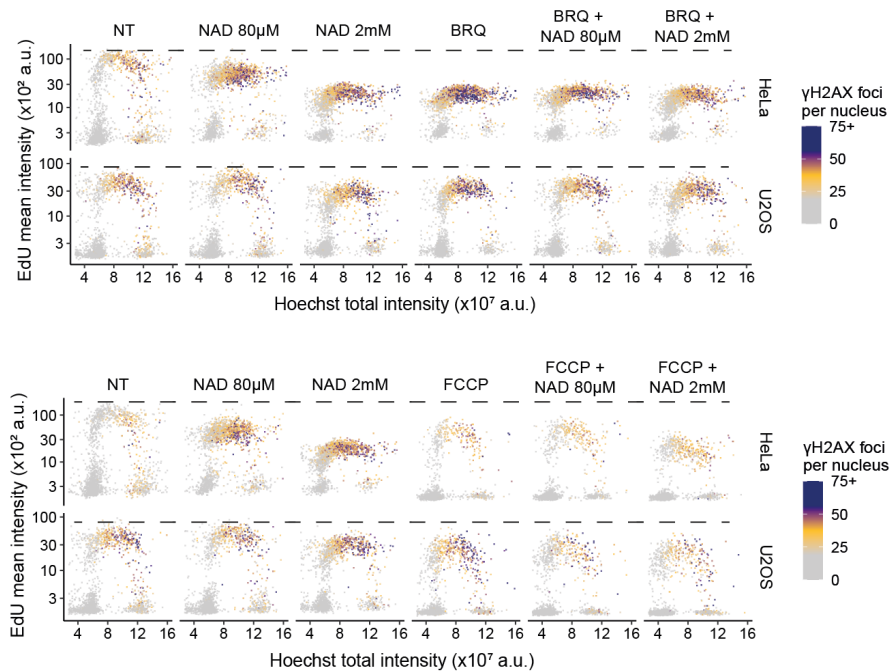 NT NAD 80µM NAD 2mM BRQ BRQ + NAD 80µM BRQ + NAD 2mM
EdU mean intensity (x10² a.u.)
100
30
10
3
HeLa
100
30
10
3
U2OS
4 8 12 16 4 8 12 16 4 8 12 16 4 8 12 16 4 8 12 16 4 8 12 16
Hoechst total intensity (x10⁷ a.u.)
γH2AX foci
per nucleus
75+
50
25
0
NT NAD 80µM NAD 2mM FCCP FCCP + NAD 80µM FCCP + NAD 2mM
EdU mean intensity (x10² a.u.)
100
30
10
3
HeLa
100
30
10
3
U2OS
4 8 12 16 4 8 12 16 4 8 12 16 4 8 12 16 4 8 12 16 4 8 12 16
Hoechst total intensity (x10⁷ a.u.)
γH2AX foci
per nucleus
75+
50
25
0